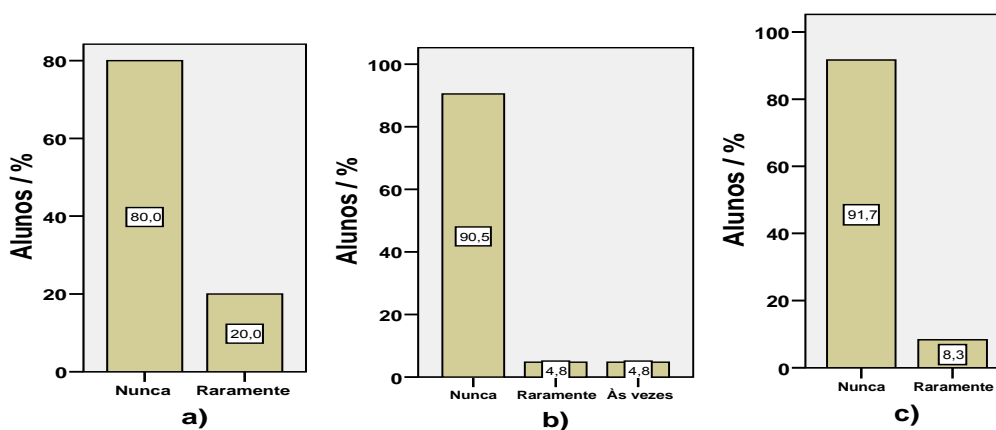 Alunos / %
80
60
40
20
0
80,0
20,0
Nunca Raramente
a)
Alunos / %
100
80
60
40
20
0
90,5
4,8
4,8
Nunca Raramente Às vezes
b)
Alunos / %
100
80
60
40
20
0
91,7
8,3
Nunca Raramente
c)